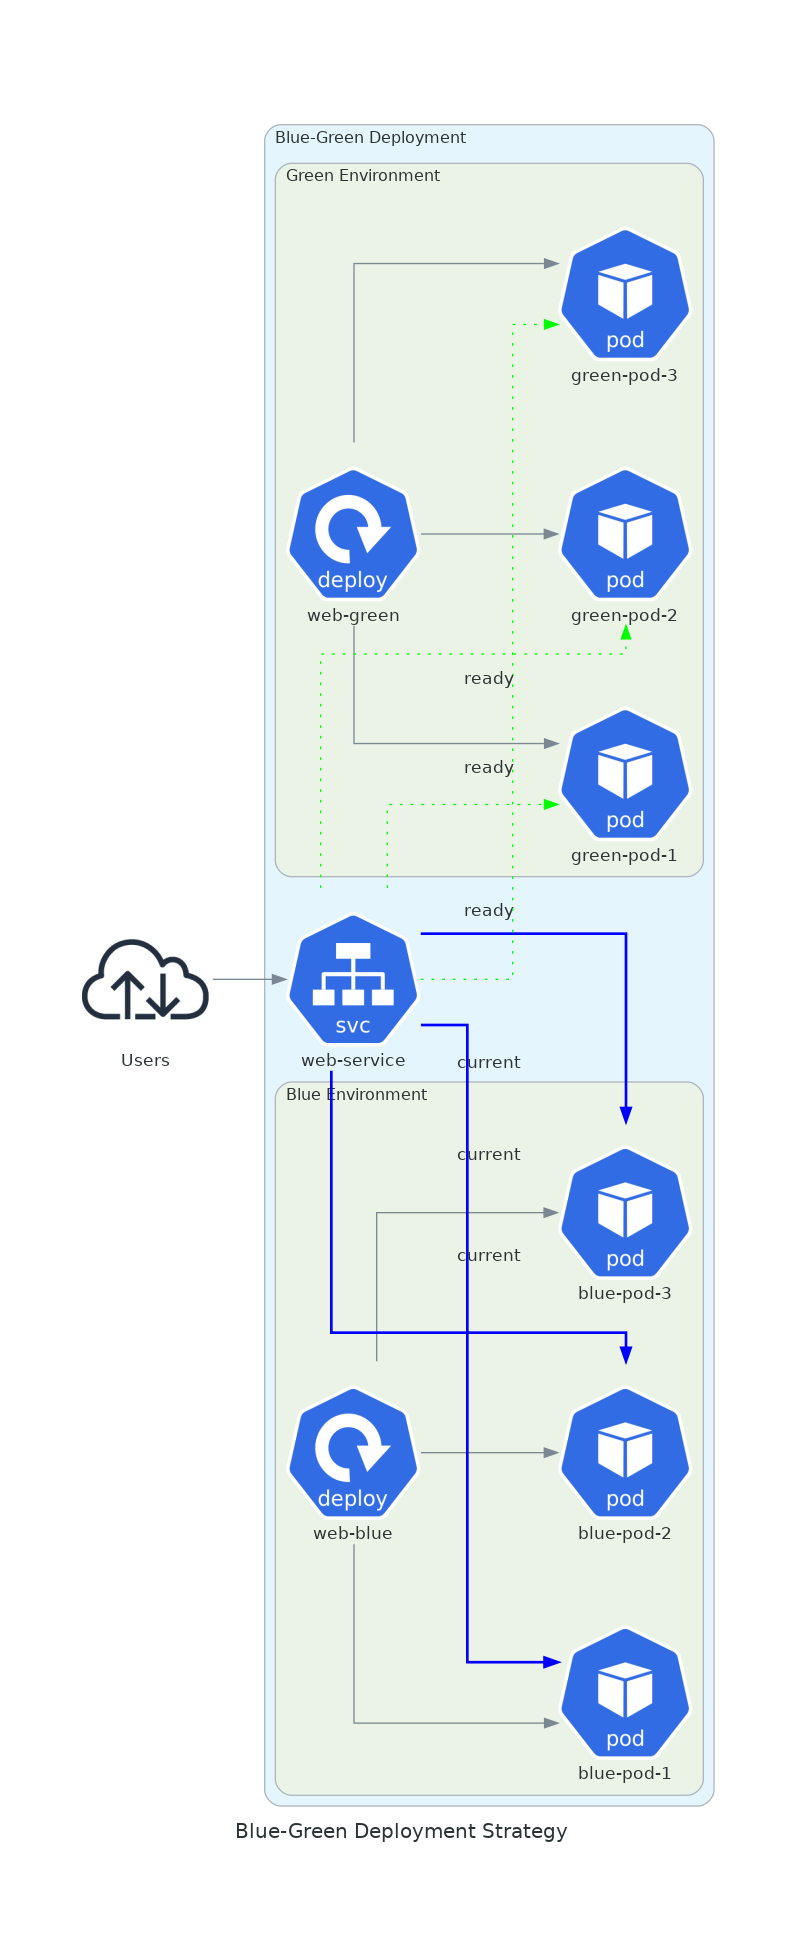 Blue-Green Deployment
Green Environment
pod
green-pod-3
deploy
web-green
pod
green-pod-2
ready
ready
pod
green-pod-1
ready
svc
web-service
Users
current
Blue Environment
current
current
pod
blue-pod-3
deploy
web-blue
pod
blue-pod-2
pod
blue-pod-1
Blue-Green Deployment Strategy